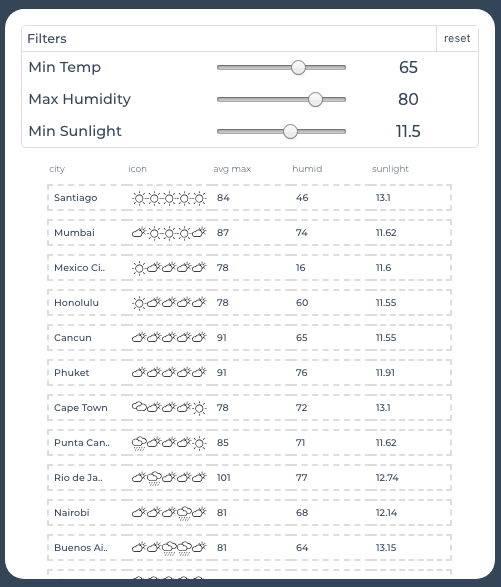 Filters reset
Min Temp 65
Max Humidity 80
Min Sunlight 11.5
city icon avg max humid sunlight
Santiago 84 46 13.1
Mumbai 87 74 11.62
Mexico Ci.. 78 16 11.6
Honolulu 78 60 11.55
Cancun 91 65 11.55
Phuket 91 76 11.91
Cape Town 78 72 13.1
Punta Can.. 85 71 11.62
Rio de Ja.. 101 77 12.74
Nairobi 81 68 12.14
Buenos Ai.. 81 64 13.15